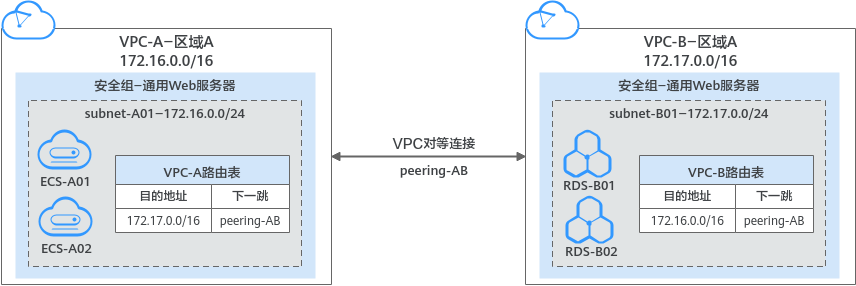 VPC-A–区域A
172.16.0.0/16
安全组–通用Web服务器
subnet-A01–172.16.0.0/24
ECS-A01
ECS-A02
VPC-A路由表
目的地址 下一跳
172.17.0.0/16 peering-AB
VPC对等连接
peering-AB
VPC-B–区域A
172.17.0.0/16
安全组–通用Web服务器
subnet-B01–172.17.0.0/24
RDS-B01
RDS-B02
VPC-B路由表
目的地址 下一跳
172.16.0.0/16 peering-AB